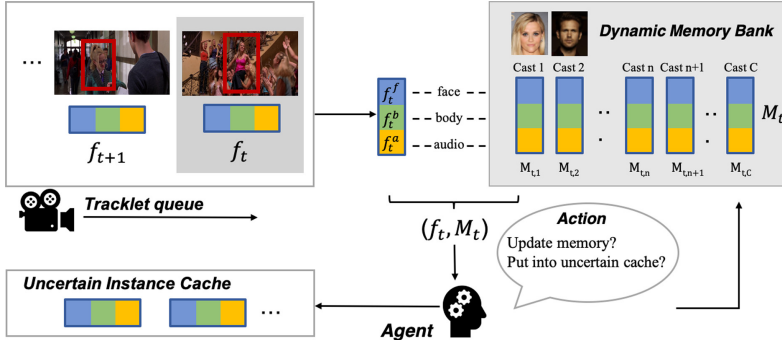 ...
f_{t+1}
f_t
Tracklet queue
f_t^f
f_t^b
f_t^a
face
body
audio
Dynamic Memory Bank
Cast 1 Cast 2 Cast n Cast n+1 Cast C
.. ..
. .
M_t
M_{t,1} M_{t,2} M_{t,n} M_{t,n+1} M_{t,C}
(f_t, M_t)
Action
Update memory?
Put into uncertain cache?
Uncertain Instance Cache
...
Agent